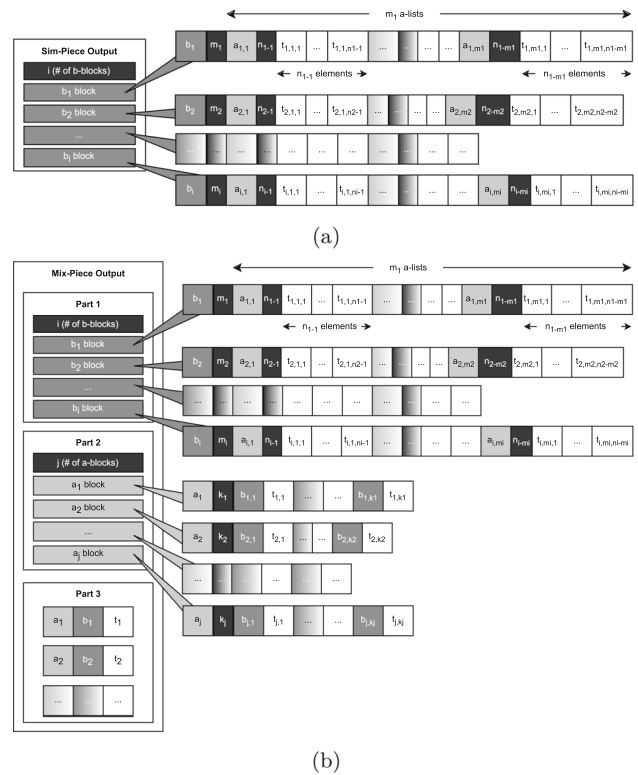 m1 a-lists
b1 m1 a1,1 n1-1 t1,1,1 ... t1,1,n1-1 ... ... ... ... a1,m1 n1-m1 t1,m1,1 ... t1,m1,n1-m1
Sim-Piece Output
i (# of b-blocks)
n1-1 elements n1-m1 elements
b1 block
b2 block
b2 m2 a2,1 n2-1 t2,1,1 ... t2,1,n2-1 ... ... ... ... a2,m2 n2-m2 t2,m2,1 ... t2,m2,n2-m2
...
... ... ... ... ... ... ... ... ... ... ...
bi block
bi mi ai,1 ni-1 ti,1,1 ... ti,1,ni-1 ... ... ... ... ai,mi ni-mi ti,mi,1 ... ti,mi,ni-mi
(a)
Mix-Piece Output
m1 a-lists
Part 1
b1 m1 a1,1 n1-1 t1,1,1 ... t1,1,n1-1 ... ... ... ... a1,m1 n1-m1 t1,m1,1 ... t1,m1,n1-m1
i (# of b-blocks)
n1-1 elements n1-m1 elements
b1 block
b2 block
b2 m2 a2,1 n2-1 t2,1,1 ... t2,1,n2-1 ... ... ... ... a2,m2 n2-m2 t2,m2,1 ... t2,m2,n2-m2
...
... ... ... ... ... ... ... ... ... ... ...
bi block
bi mi ai,1 ni-1 ti,1,1 ... ti,1,ni-1 ... ... ... ... ai,mi ni-mi ti,mi,1 ... ti,mi,ni-mi
Part 2
j (# of a-blocks)
a1 block
a1 k1 b1,1 t1,1 ... ... b1,k1 t1,k1
a2 block
a2 k2 b2,1 t2,1 ... ... b2,k2 t2,k2
...
aj block
... ... ... ... ... ...
Part 3
aj kj bj,1 tj,1 ... ... bj,kj tj,kj
a1 b1 t1
a2 b2 t2
... ... ...
(b)